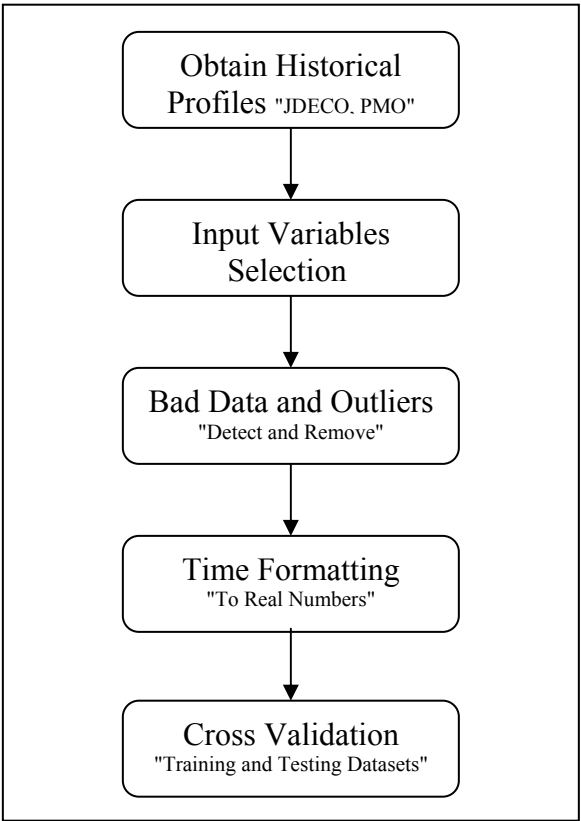 Obtain Historical
Profiles "JDECO, PMO"
Input Variables
Selection
Bad Data and Outliers
"Detect and Remove"
Time Formatting
"To Real Numbers"
Cross Validation
"Training and Testing Datasets"